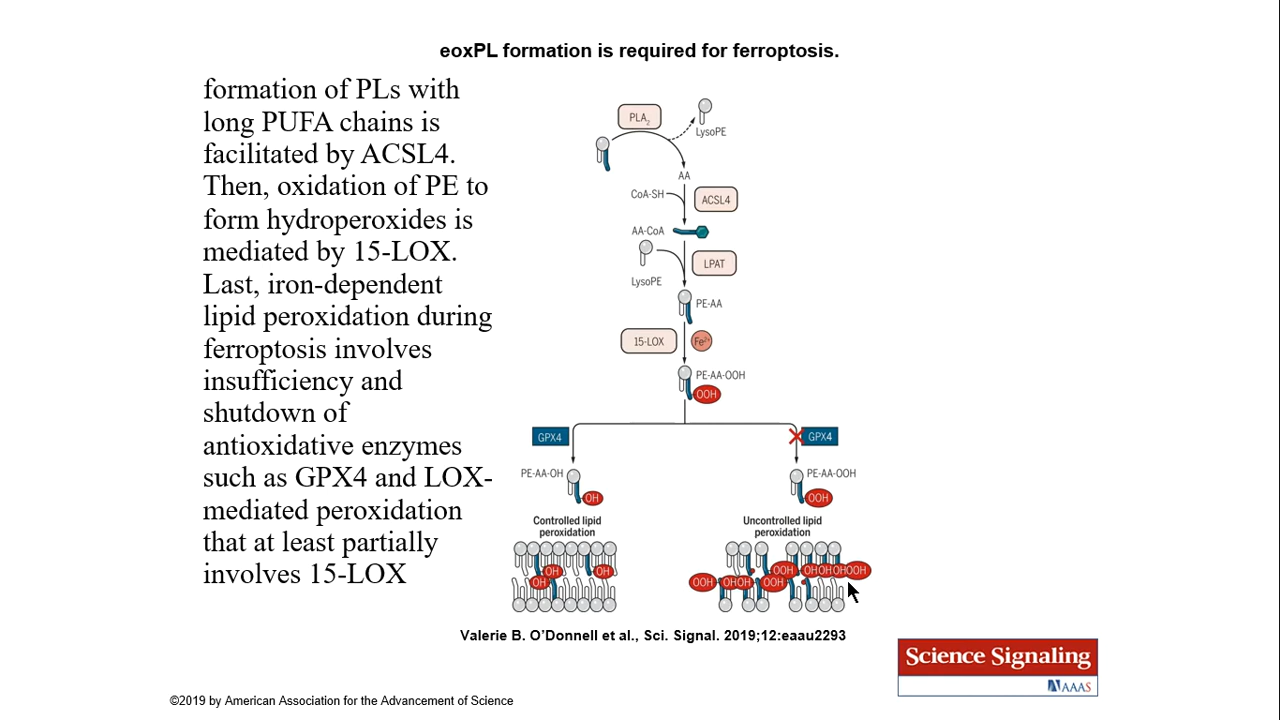 eoxPL formation is required for ferroptosis.
formation of PLs with
long PUFA chains is
facilitated by ACSL4.
Then, oxidation of PE to
form hydroperoxides is
mediated by 15-LOX.
Last, iron-dependent
lipid peroxidation during
ferroptosis involves
insufficiency and
shutdown of
antioxidative enzymes
such as GPX4 and LOX-
mediated peroxidation
that at least partially
involves 15-LOX
PLA2
LysoPE
AA
CoA-SH
ACSL4
AA-CoA
LPAT
LysoPE
PE-AA
15-LOX
Fe2+
PE-AA-OOH
OOH
GPX4
GPX4
PE-AA-OH
OH
PE-AA-OOH
OOH
Controlled lipid
peroxidation
Uncontrolled lipid
peroxidation
OH
OH
OH
OOH
OHOHOHOOH
OOH
OHOH
OOH
Valerie B. O’Donnell et al., Sci. Signal. 2019;12:eaau2293
Science Signaling
AAAS
©2019 by American Association for the Advancement of Science